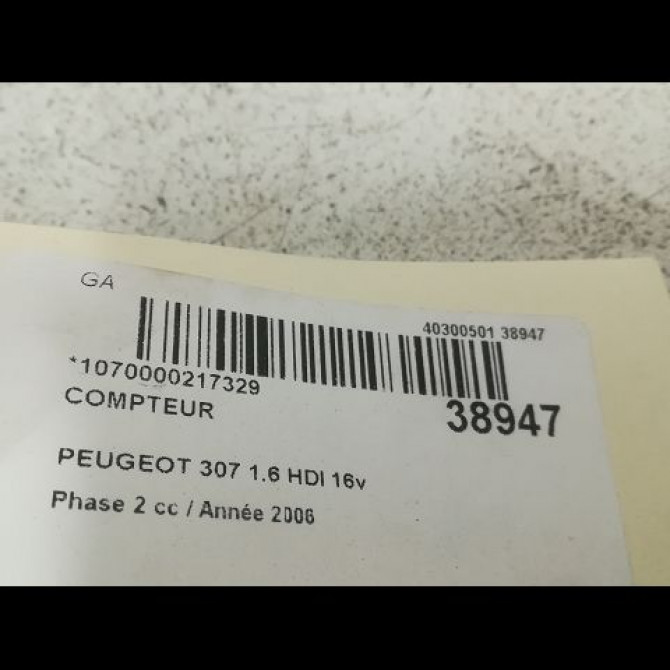 GA
40300501 38947
*1070000217329
38947
COMPTEUR
PEUGEOT 307 1.6 HDI 16v
Phase 2 cc / Année 2006